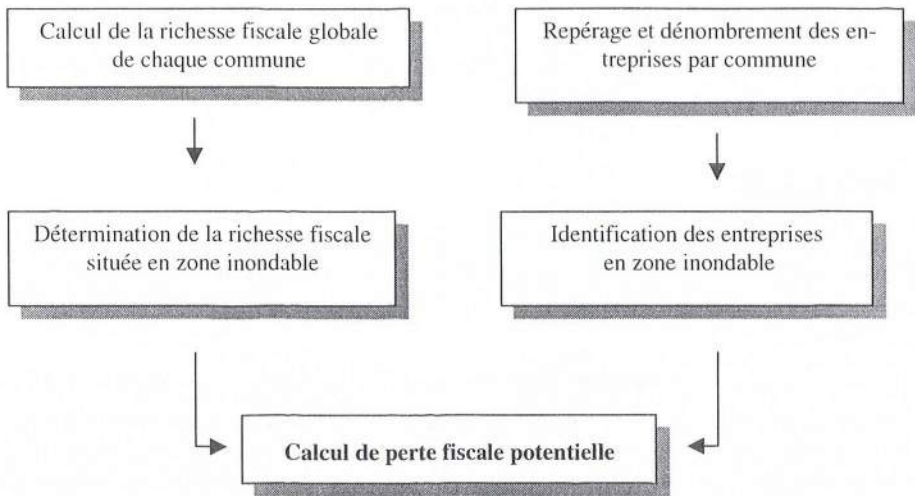 Calcul de la richesse fiscale globale
de chaque commune
Repérage et dénombrement des en-
treprises par commune
Détermination de la richesse fiscale
située en zone inondable
Identification des entreprises
en zone inondable
Calcul de perte fiscale potentielle